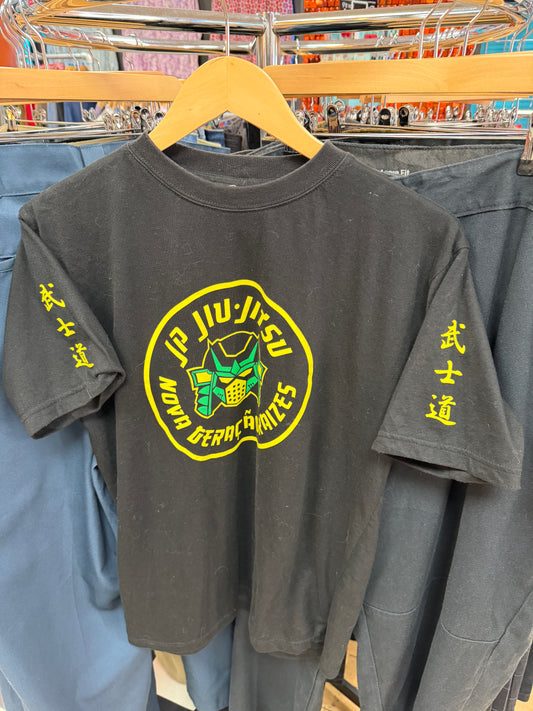 武士道
JP JIU-JITSU
NOVA GERAÇÃO RAIZES
武士道